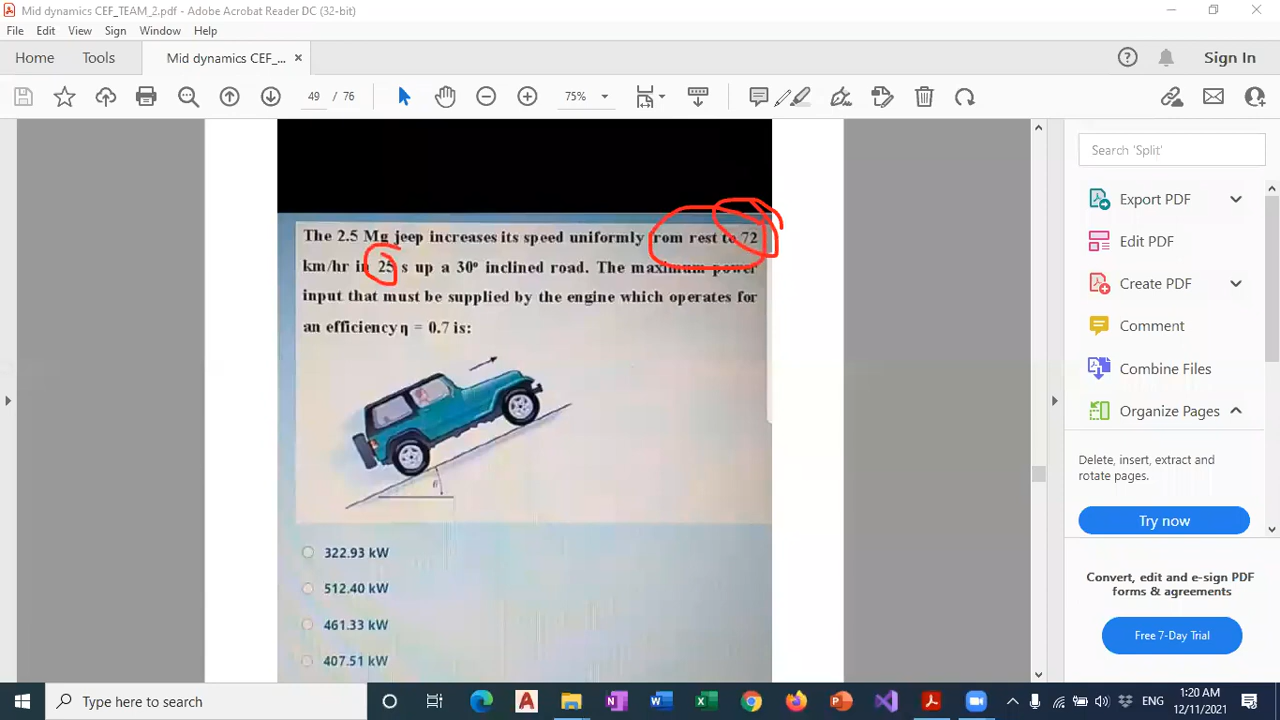 Mid dynamics CEF_TEAM_2.pdf - Adobe Acrobat Reader DC (32-bit)
File Edit View Sign Window Help
Home Tools Mid dynamics CEF_... × Sign In
49 / 76 75%
Search 'Split'
The 2.5 Mg jeep increases its speed uniformly from rest to 72
km/hr in 25 s up a 30º inclined road. The maximum power
input that must be supplied by the engine which operates for
an efficiency η = 0.7 is:
θ
322.93 kW
512.40 kW
461.33 kW
407.51 kW
Export PDF
Edit PDF
Create PDF
Comment
Combine Files
Organize Pages
Delete, insert, extract and
rotate pages.
Try now
Convert, edit and e-sign PDF
forms & agreements
Free 7-Day Trial
Type here to search
ENG
1:20 AM
12/11/2021